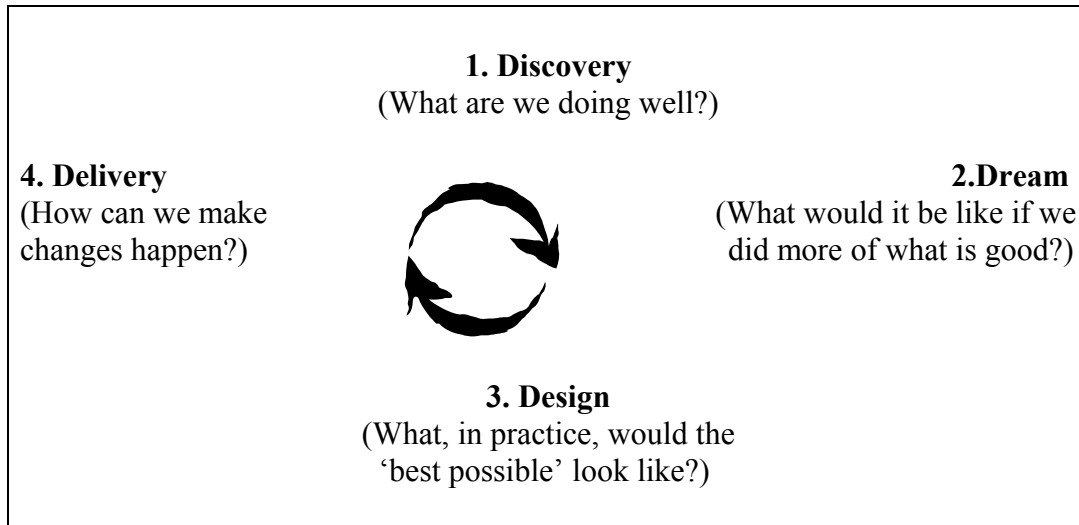 1. Discovery
(What are we doing well?)
4. Delivery
(How can we make
changes happen?)
2.Dream
(What would it be like if we
did more of what is good?)
3. Design
(What, in practice, would the
‘best possible’ look like?)